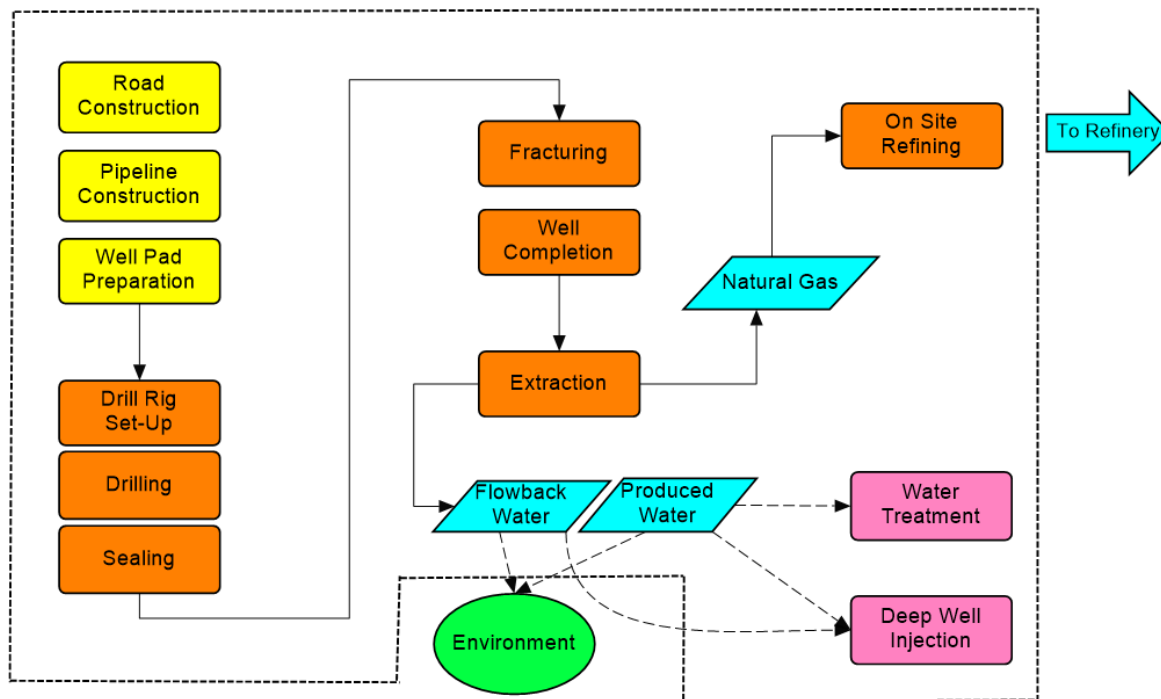 Road
Construction
Pipeline
Construction
Well Pad
Preparation
Drill Rig
Set-Up
Drilling
Sealing
Fracturing
Well
Completion
Extraction
Flowback
Water
Produced
Water
Environment
Natural Gas
On Site
Refining
Water
Treatment
Deep Well
Injection
To Refinery